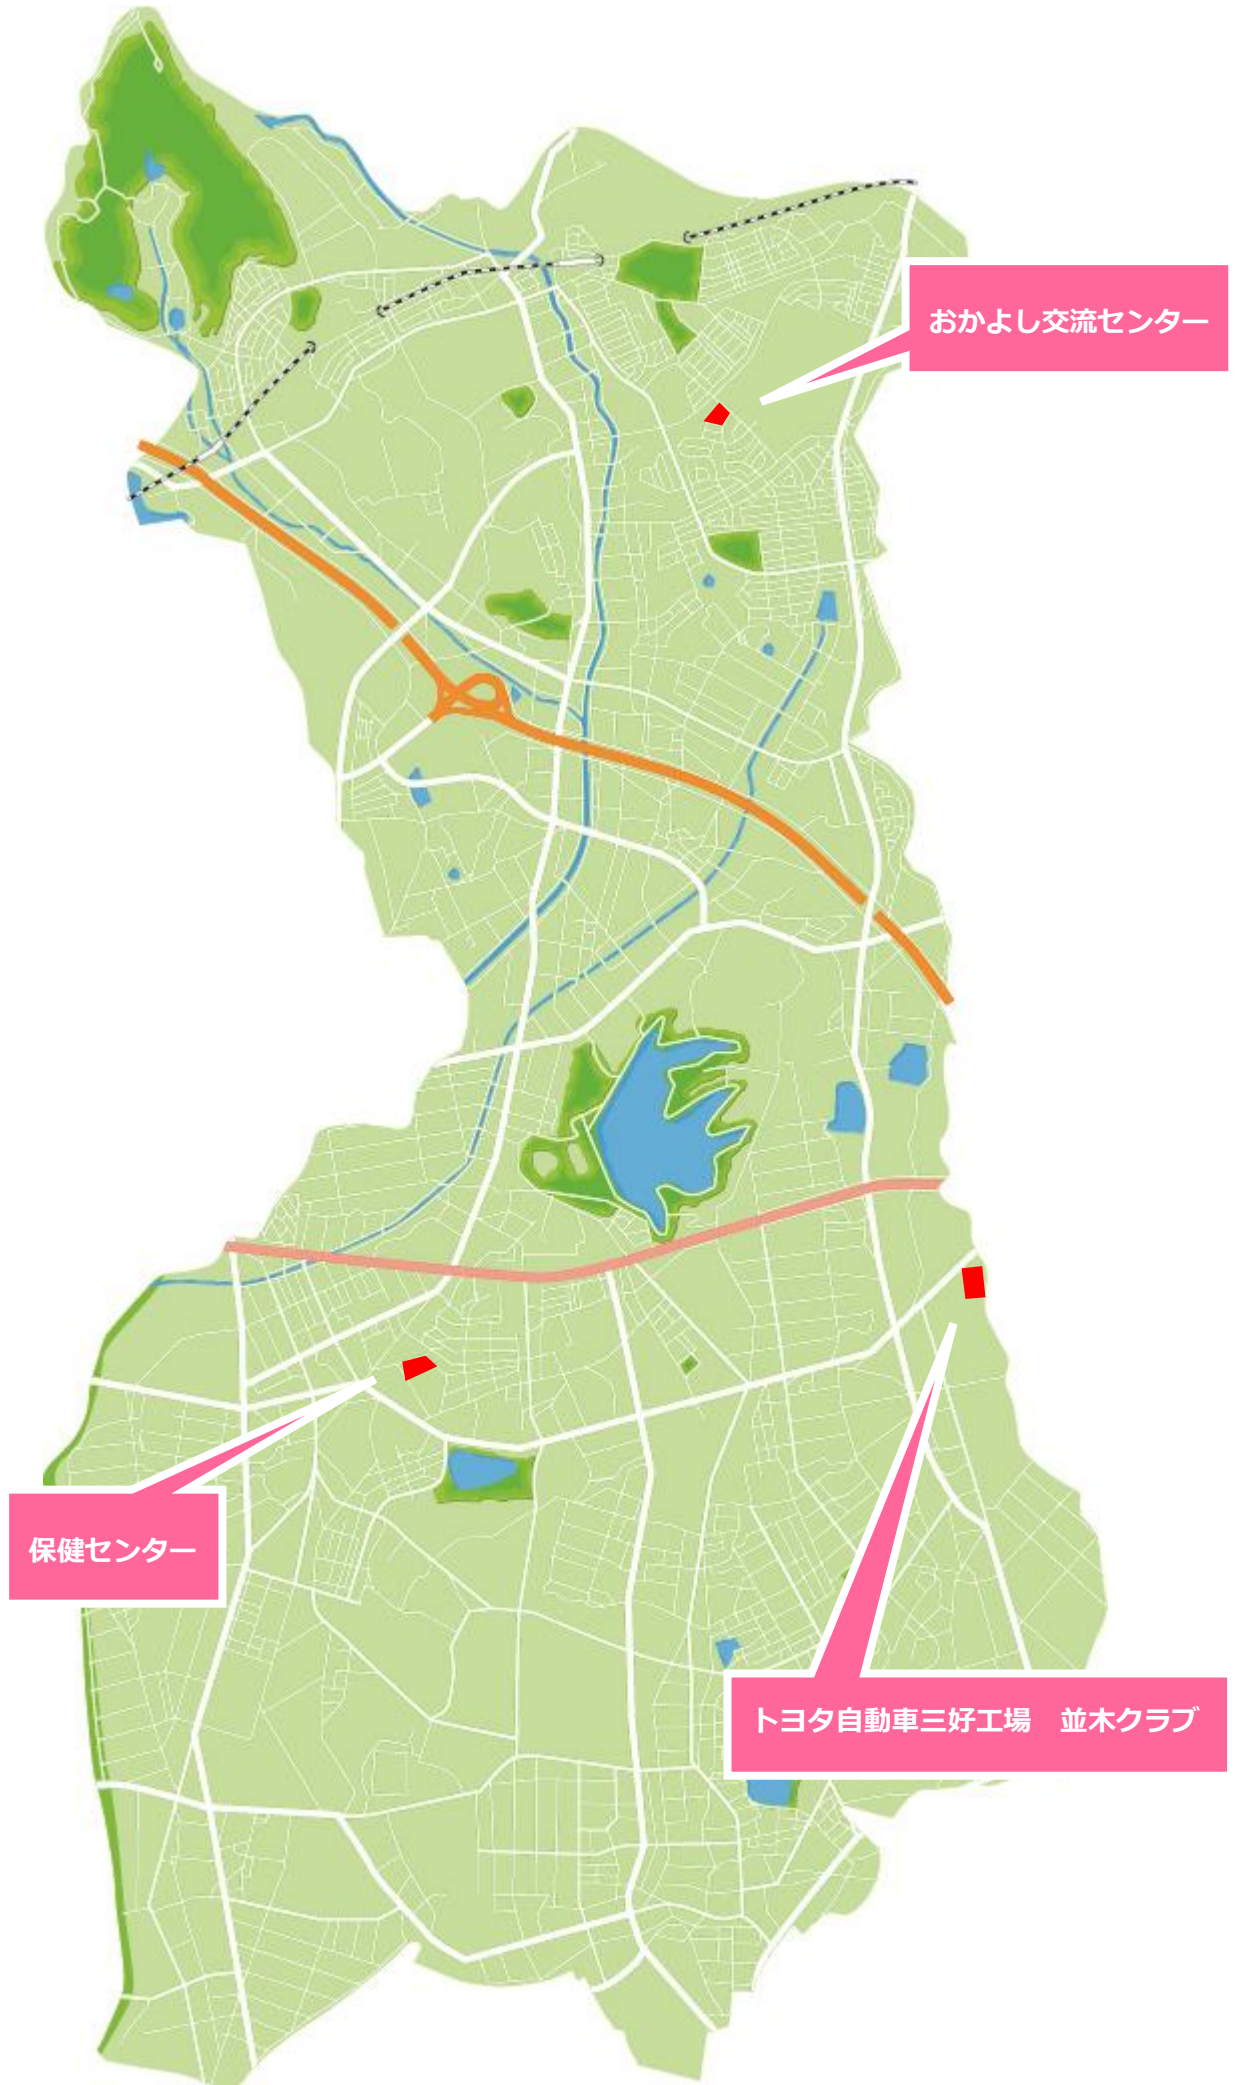 おかよし交流センター
保健センター
トヨタ自動車三好工場　並木クラブ